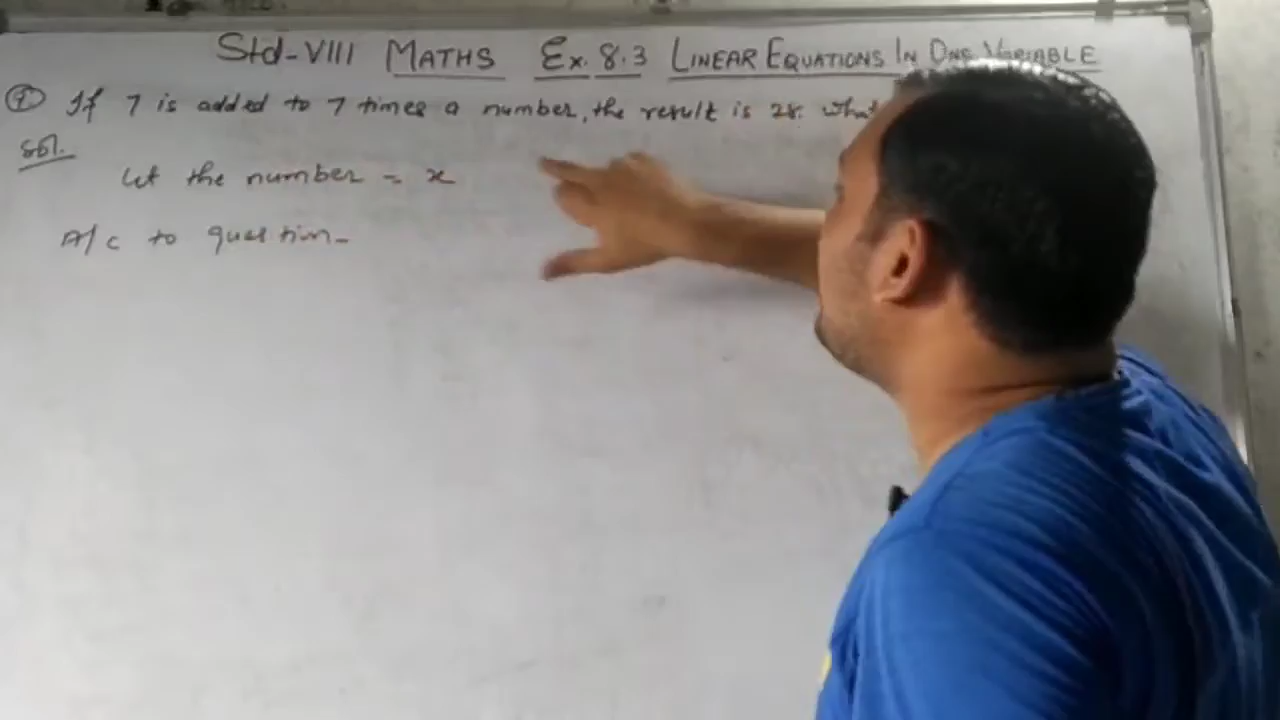 Std-VIII MATHS Ex. 8.3 LINEAR EQUATIONS IN ONE VARIABLE
① If 7 is added to 7 times a number, the result is 28. What
Sol.
Let the number = x
A/c to question-